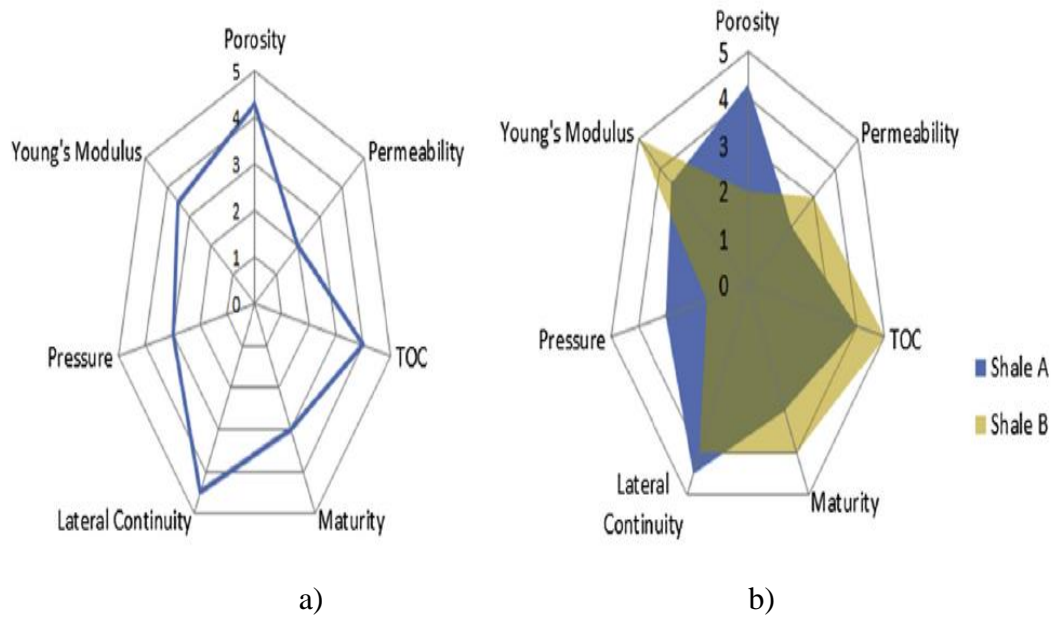 Porosity
5
4
3
2
1
0
Young's Modulus
Permeability
Pressure
TOC
Lateral Continuity
Maturity
a)
Porosity
5
4
3
2
1
0
Young's Modulus
Permeability
Pressure
TOC
Lateral
Continuity
Maturity
Shale A
Shale B
b)